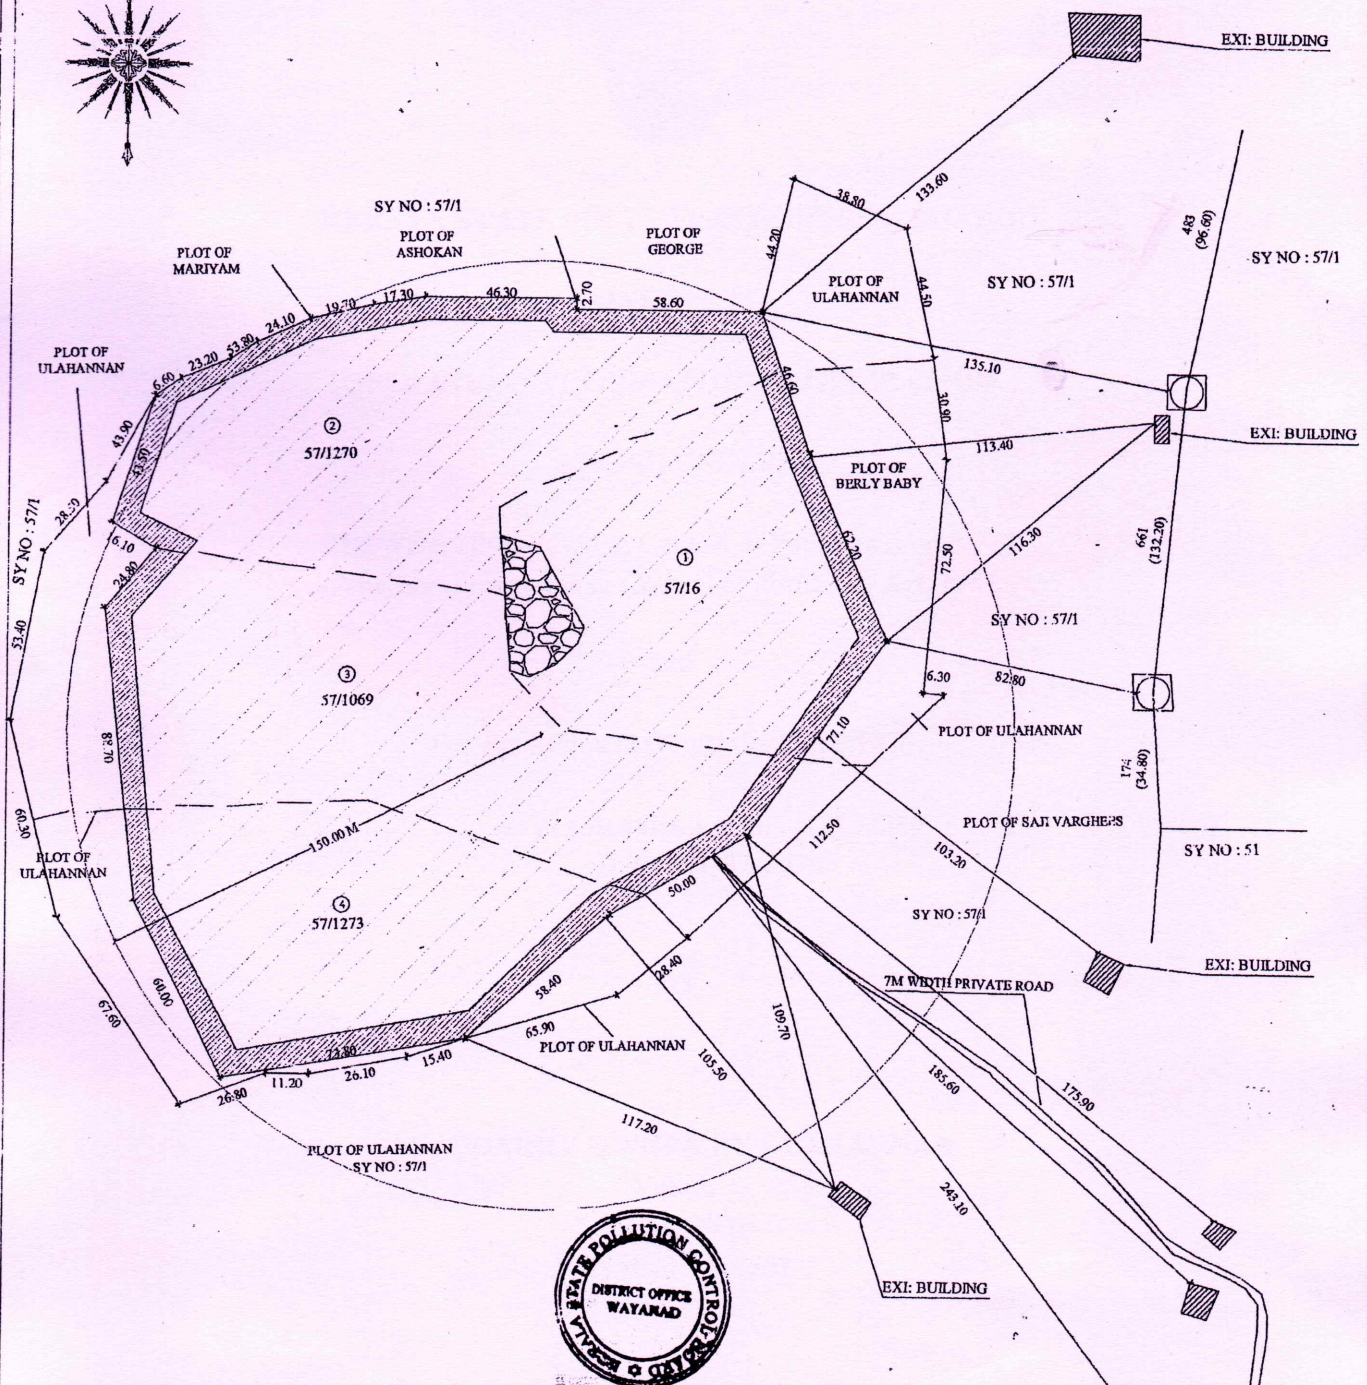 EXI: BUILDING
SY NO : 57/1
PLOT OF
MARIYAM
PLOT OF
ASHOKAN
PLOT OF
GEORGE
38.80
133.60
44.20
483
(96.60)
SY NO : 57/1
PLOT OF
ULAHANNAN
SY NO : 57/1
44.50
19.70
17.30
46.30
2.70
58.60
24.10
53.80
23.20
6.60
PLOT OF
ULAHANNAN
135.10
46.60
30.90
43.90
43.50
②
57/1270
113.40
EXI: BUILDING
PLOT OF
BERLY BABY
SY NO : 57/1
16.10
24.80
①
57/16
62.20
72.50
116.30
661
(132.20)
SY NO : 57/1
53.40
③
57/1069
6.30
82.80
77.10
PLOT OF ULAHANNAN
88.70
174
(34.80)
60.30
150.00 M
112.50
PLOT OF SAJI VARGHEES
103.20
SY NO : 51
PLOT OF
ULAHANNAN
50.00
④
57/1273
SY NO : 57/1
EXI: BUILDING
60.00
28.40
58.40
7M WIDTH PRIVATE ROAD
67.60
65.90
109.70
PLOT OF ULAHANNAN
15.40
26.10
11.20
26.80
105.50
185.60
175.90
117.20
PLOT OF ULAHANNAN
SY NO : 57/1
243.10
EXI: BUILDING
KERALA STATE POLLUTION CONTROL BOARD
DISTRICT OFFICE
WAYANAD